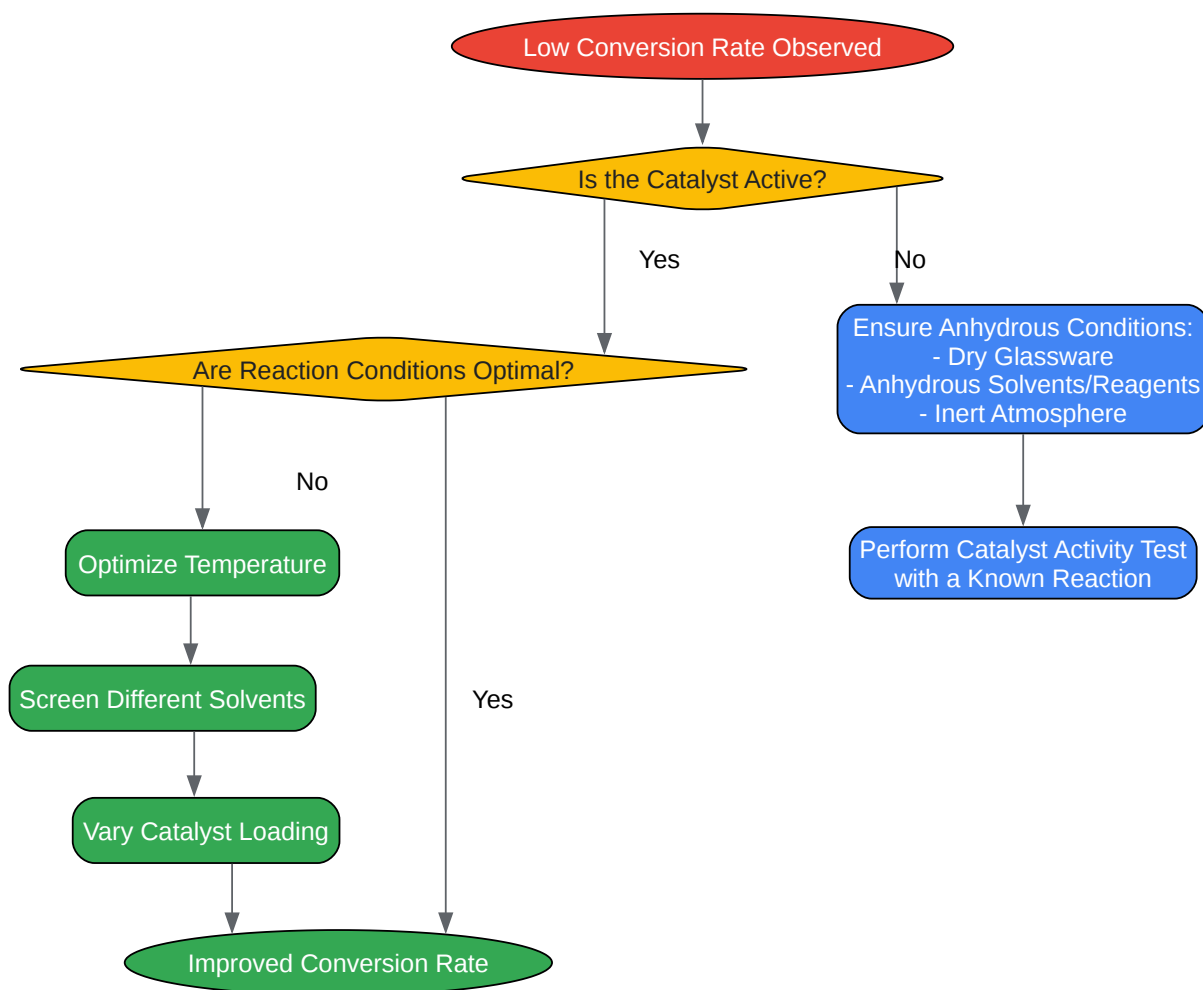 Low Conversion Rate Observed
Is the Catalyst Active?
Yes
No
Ensure Anhydrous Conditions:
- Dry Glassware
- Anhydrous Solvents/Reagents
- Inert Atmosphere
Are Reaction Conditions Optimal?
No
Perform Catalyst Activity Test
with a Known Reaction
Optimize Temperature
Screen Different Solvents
Yes
Vary Catalyst Loading
Improved Conversion Rate